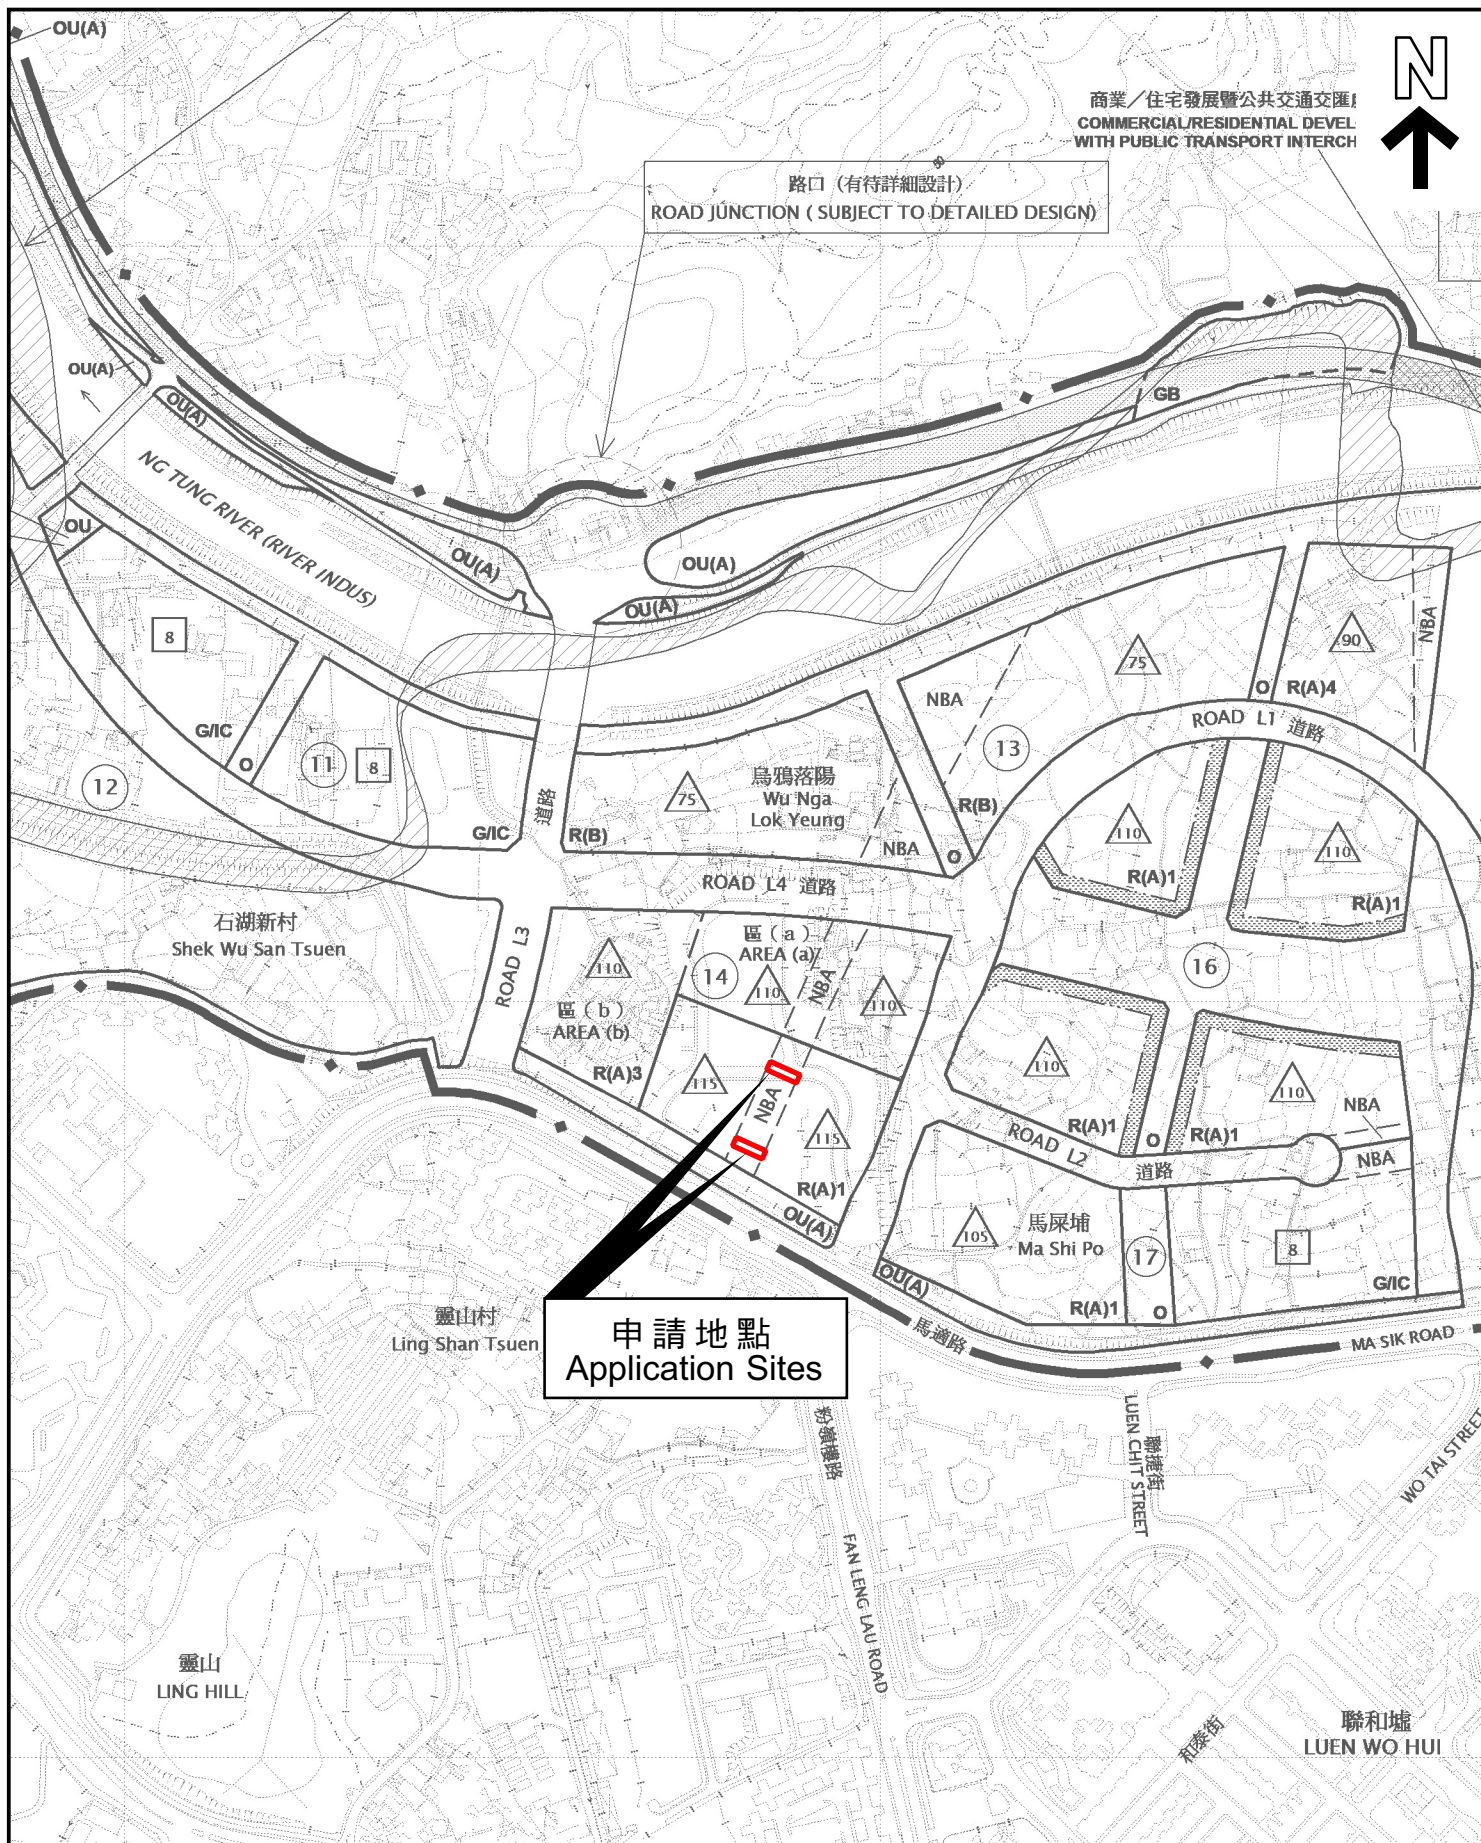 OU(A)
N
商業／住宅發展暨公共交通交匯
COMMERCIAL/RESIDENTIAL DEVEL
WITH PUBLIC TRANSPORT INTERCH
路口（有待詳細設計）
ROAD JUNCTION ( SUBJECT TO DETAILED DESIGN)
80
OU(A)
OU(A)
GB
NG TUNG RIVER (RIVER INDUS)
OU
OU(A)
OU(A)
OU(A)
8
G/IC
O
11
8
12
G/IC
道路
R(B)
75
烏鴉落陽
Wu Nga
Lok Yeung
NBA
O
NBA
13
R(B)
75
O
R(A)4
90
NBA
ROAD L1 道路
110
R(A)1
110
R(A)1
ROAD L4 道路
石湖新村
Shek Wu San Tsuen
ROAD L3
110
區（b）
AREA (b)
R(A)3
14
區（a）
AREA (a)
110
NBA
110
16
115
NBA
115
R(A)1
OU(A)
110
R(A)1
O
R(A)1
110
NBA
NBA
ROAD L2
道路
105
馬屎埔
Ma Shi Po
17
8
G/IC
OU(A)
R(A)1
O
馬適路
MA SIK ROAD
靈山村
Ling Shan Tsuen
申請地點
Application Sites
粉嶺樓路
FAN LENG LAU ROAD
LUEN CHIT STREET
聯捷街
WO TAI STREET
和泰街
靈山
LING HILL
聯和墟
LUEN WO HUI